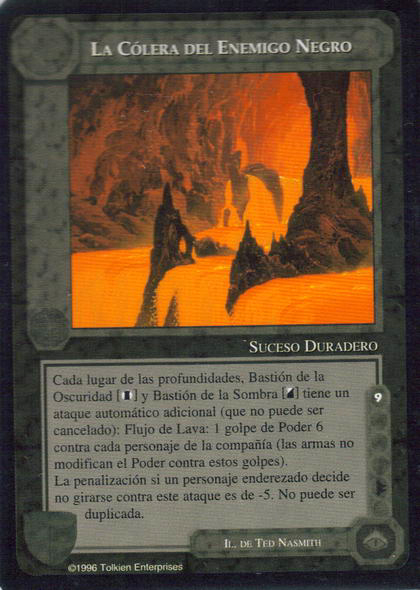 LA CÓLERA DEL ENEMIGO NEGRO
SUCESO DURADERO
Cada lugar de las profundidades, Bastión de la
Oscuridad [ ] y Bastión de la Sombra [ ] tiene un
ataque automático adicional (que no puede ser
cancelado): Flujo de Lava: 1 golpe de Poder 6
contra cada personaje de la compañía (las armas no
modifican el Poder contra estos golpes).
La penalización si un personaje enderezado decide
no girarse contra este ataque es de -5. No puede ser
duplicada.
9
IL. DE TED NASMITH
©1996 Tolkien Enterprises